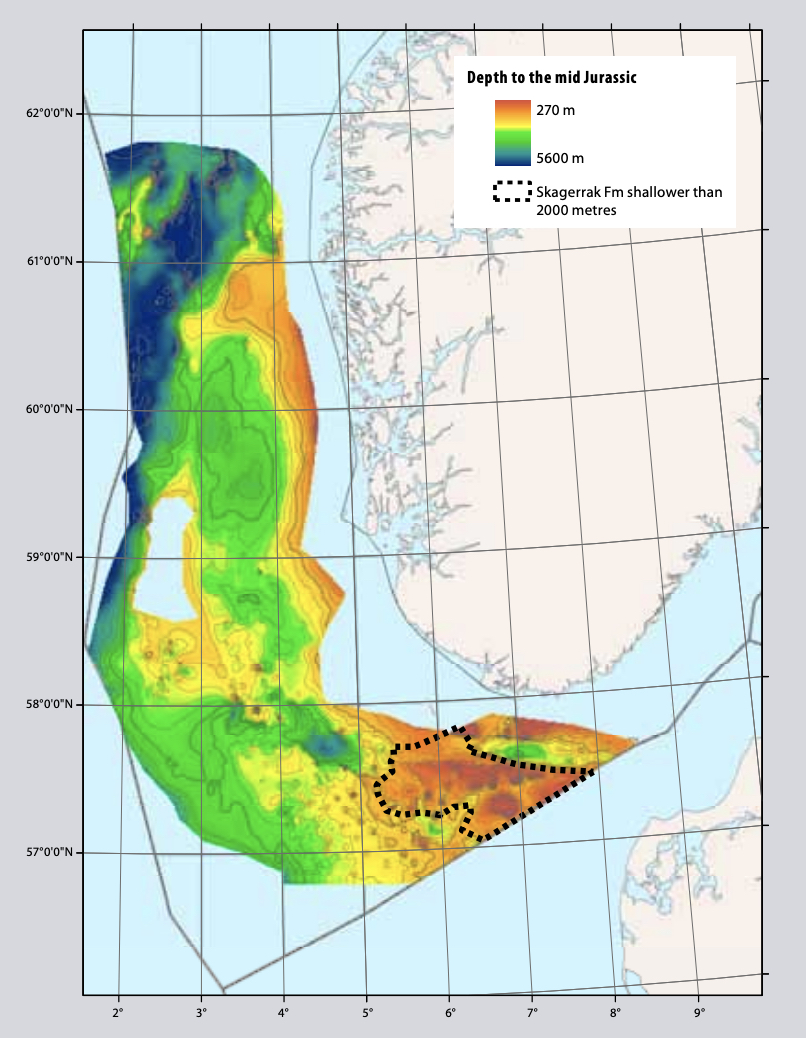 Depth to the mid Jurassic
270 m
5600 m
Skagerrak Fm shallower than
2000 metres
62°0'0"N
61°0'0"N
60°0'0"N
59°0'0"N
58°0'0"N
57°0'0"N
2° 3° 4° 5° 6° 7° 8° 9°